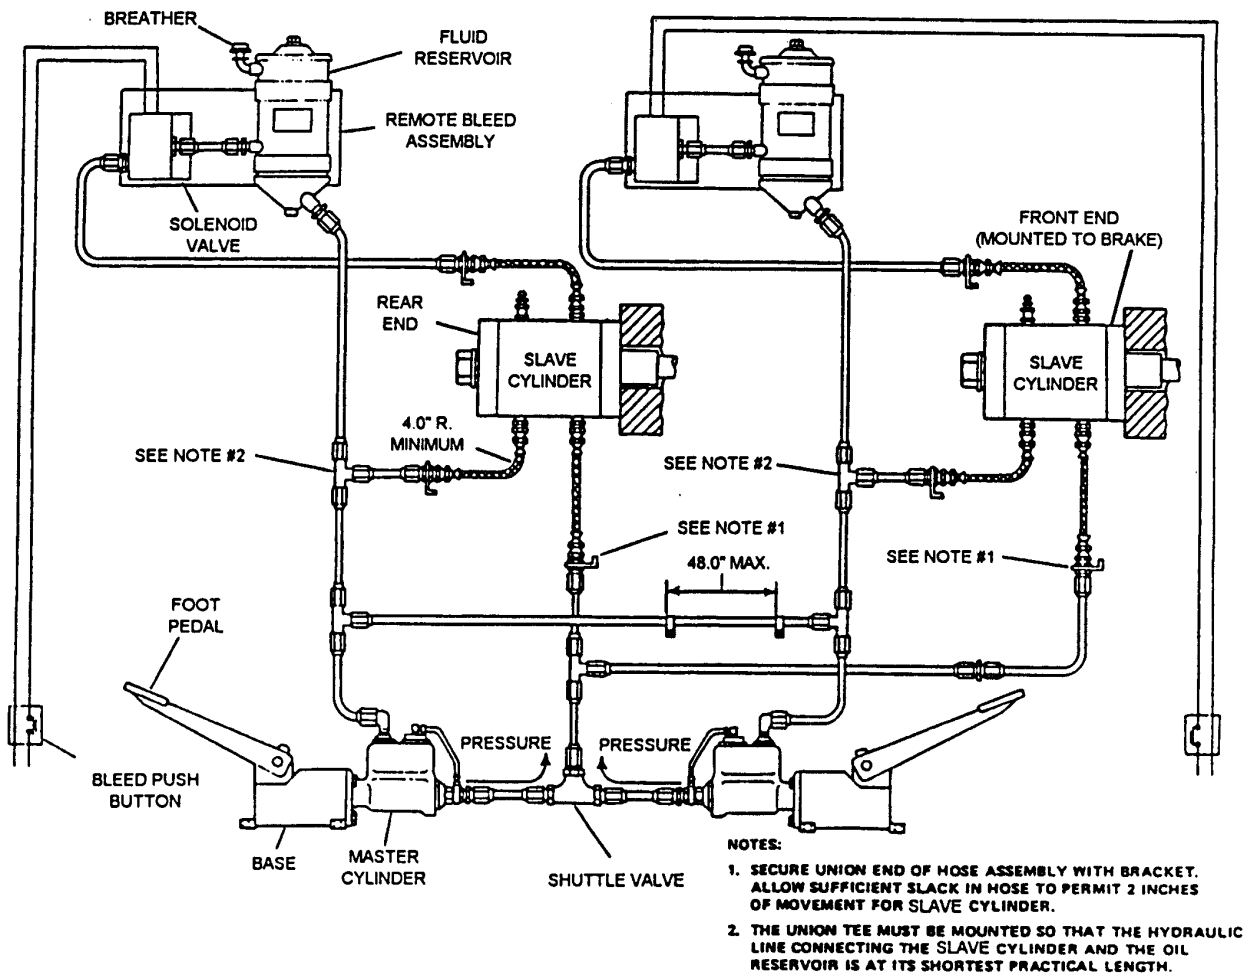 BREATHER
FLUID
RESERVOIR
REMOTE BLEED
ASSEMBLY
SOLENOID
VALVE
FRONT END
(MOUNTED TO BRAKE)
REAR
END
SLAVE
CYLINDER
SLAVE
CYLINDER
4.0" R.
MINIMUM
SEE NOTE #2
SEE NOTE #2
SEE NOTE #1
SEE NOTE #1
48.0" MAX.
FOOT
PEDAL
PRESSURE
PRESSURE
BLEED PUSH
BUTTON
BASE
MASTER
CYLINDER
SHUTTLE VALVE
NOTES:
1. SECURE UNION END OF HOSE ASSEMBLY WITH BRACKET.
ALLOW SUFFICIENT SLACK IN HOSE TO PERMIT 2 INCHES
OF MOVEMENT FOR SLAVE CYLINDER.
2. THE UNION TEE MUST BE MOUNTED SO THAT THE HYDRAULIC
LINE CONNECTING THE SLAVE CYLINDER AND THE OIL
RESERVOIR IS AT ITS SHORTEST PRACTICAL LENGTH.